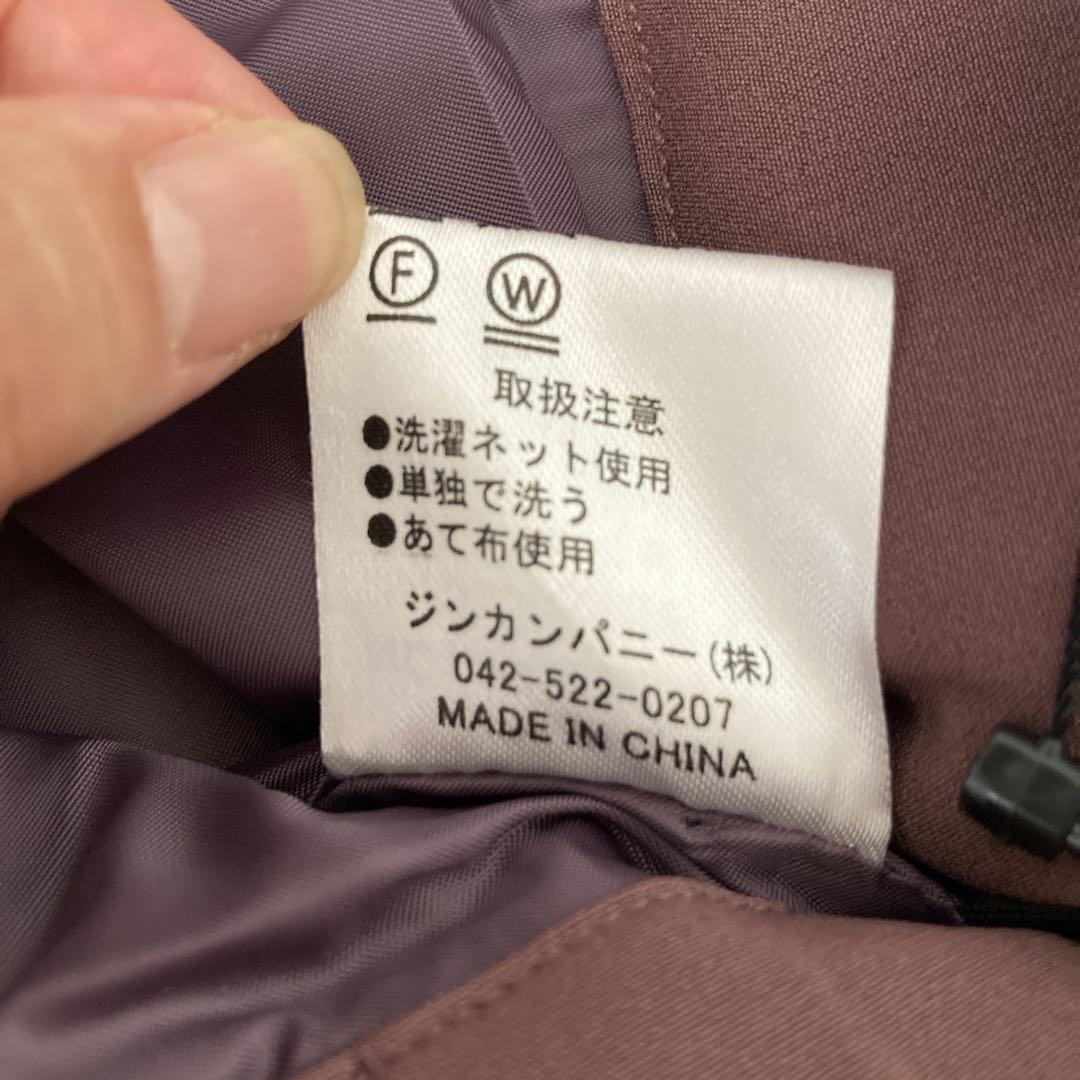 F W
取扱注意
●洗濯ネット使用
●単独で洗う
●あて布使用
ジンカンパニー(株)
042-522-0207
MADE IN CHINA